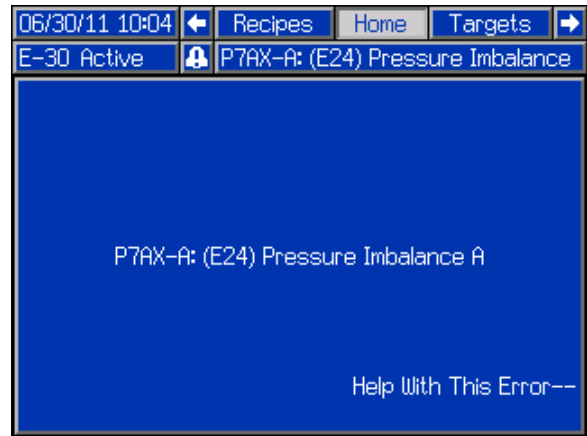 06/30/11 10:04 Recipes Home Targets
E-30 Active P7AX-A: (E24) Pressure Imbalance
P7AX-A: (E24) Pressure Imbalance A
Help With This Error--